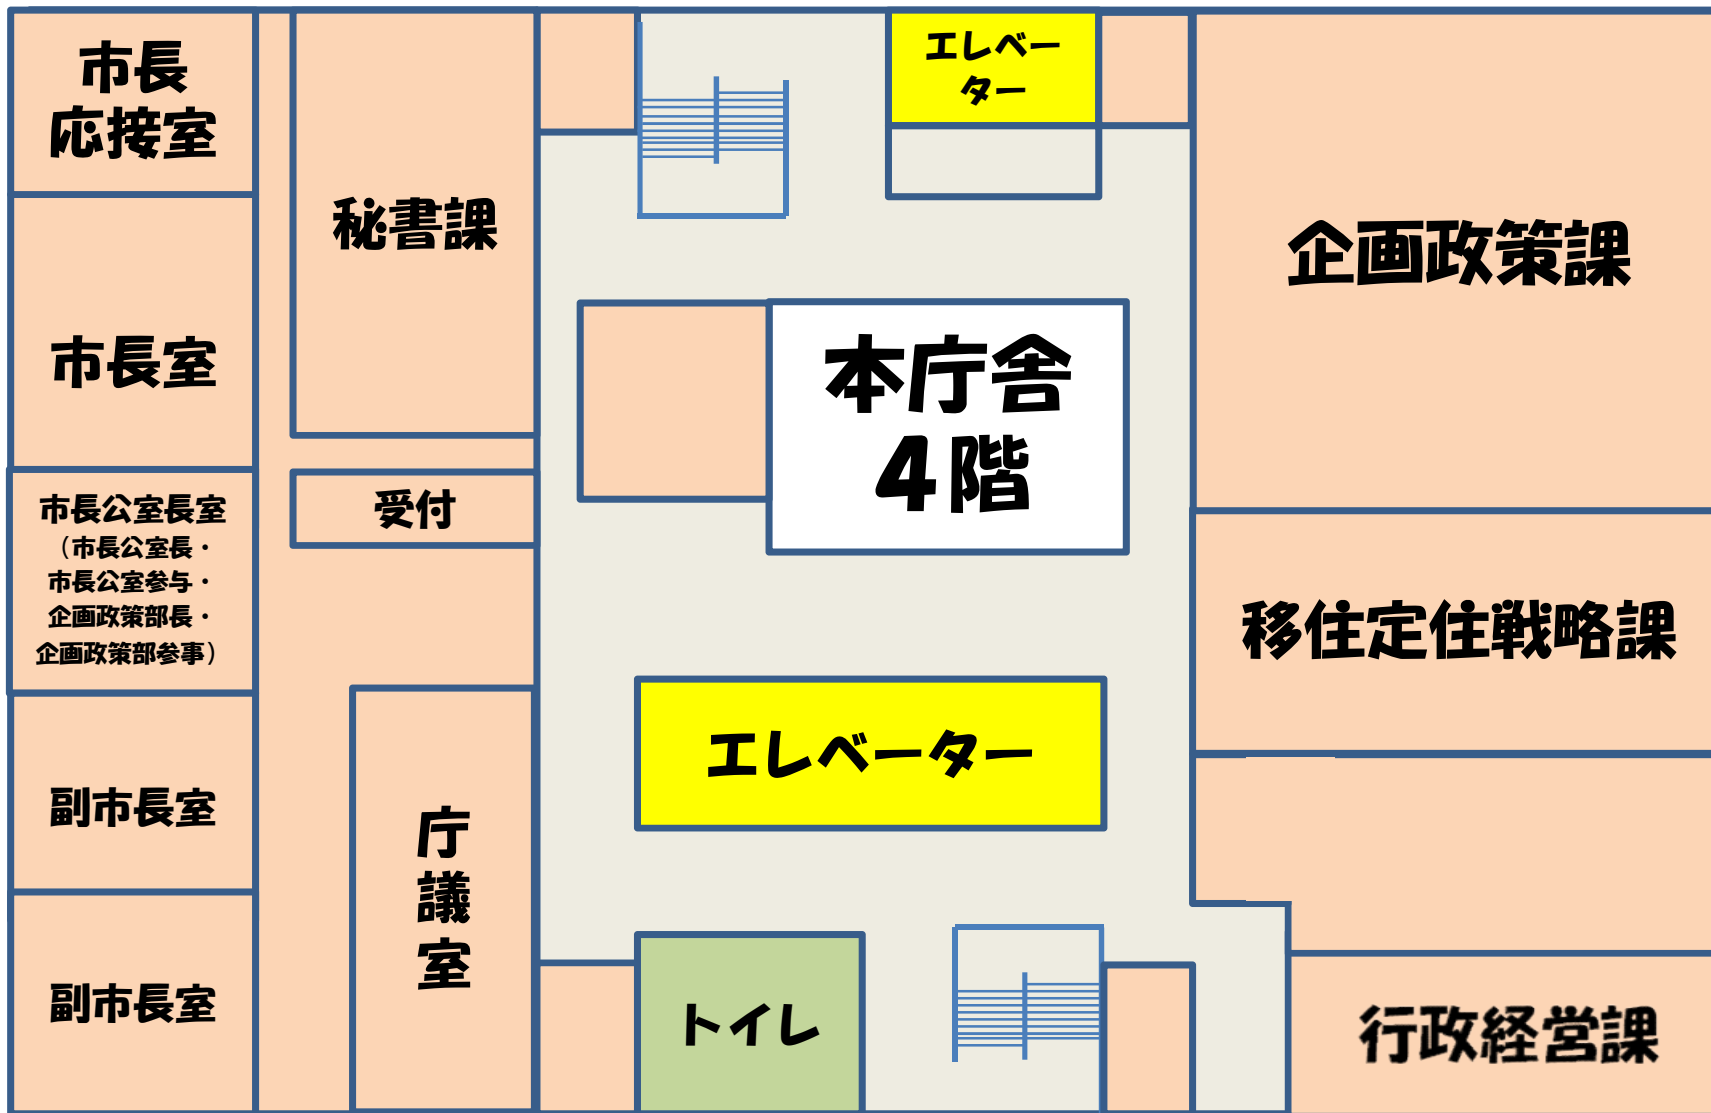 市長
応接室
市長室
市長公室長室
（市長公室長・
市長公室参与・
企画政策部長・
企画政策部参事）
副市長室
副市長室
秘書課
受付
庁
議
室
エレベー
ター
本庁舎
４階
エレベーター
トイレ
企画政策課
移住定住戦略課
行政経営課